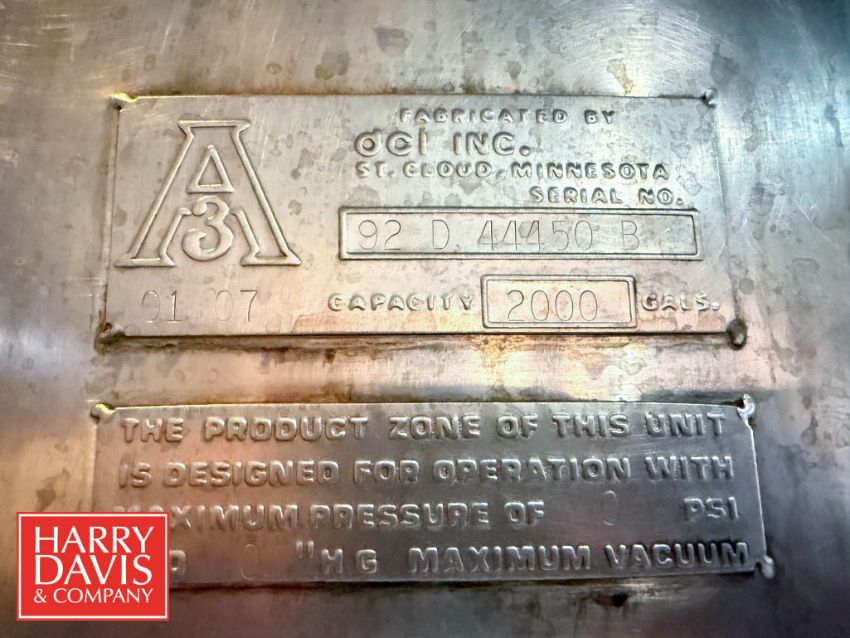 A
3
01 07
FABRICATED BY
dci INC.
ST. CLOUD, MINNESOTA
SERIAL NO.
92 D 44450 B
CAPACITY 2000 GALS.
THE PRODUCT ZONE OF THIS UNIT
IS DESIGNED FOR OPERATION WITH
MAXIMUM PRESSURE OF 0 PSI
"HG MAXIMUM VACUUM
HARRY
DAVIS
& COMPANY